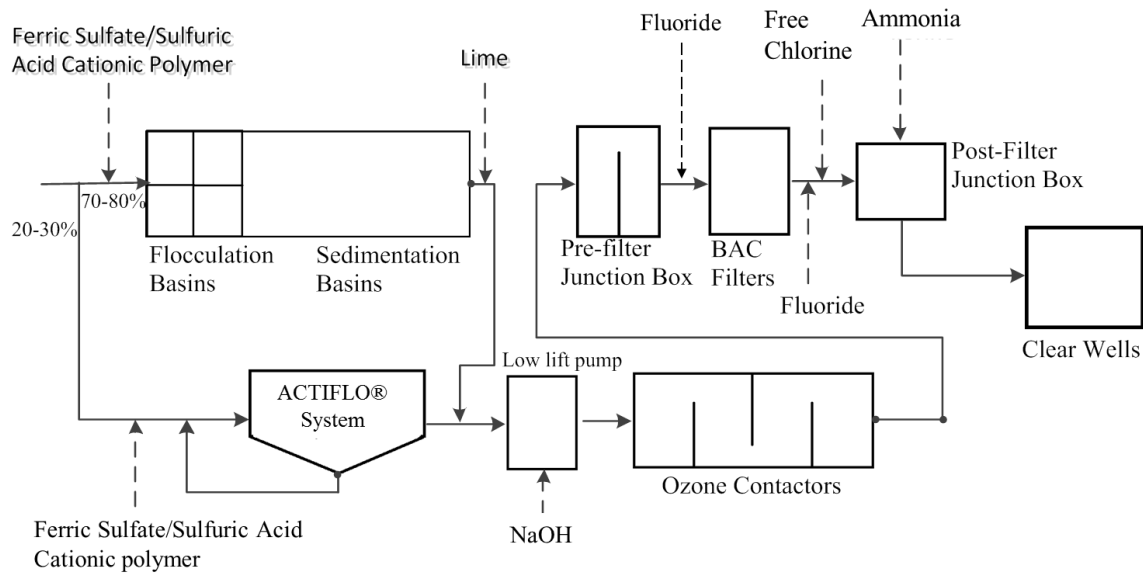 Ferric Sulfate/Sulfuric
Acid Cationic Polymer
Lime
Fluoride
Free
Chlorine
Ammonia
70-80%
20-30%
Flocculation
Basins
Sedimentation
Basins
Pre-filter
Junction Box
BAC
Filters
Fluoride
Post-Filter
Junction Box
Clear Wells
ACTIFLO®
System
Low lift pump
Ozone Contactors
Ferric Sulfate/Sulfuric Acid
Cationic polymer
NaOH